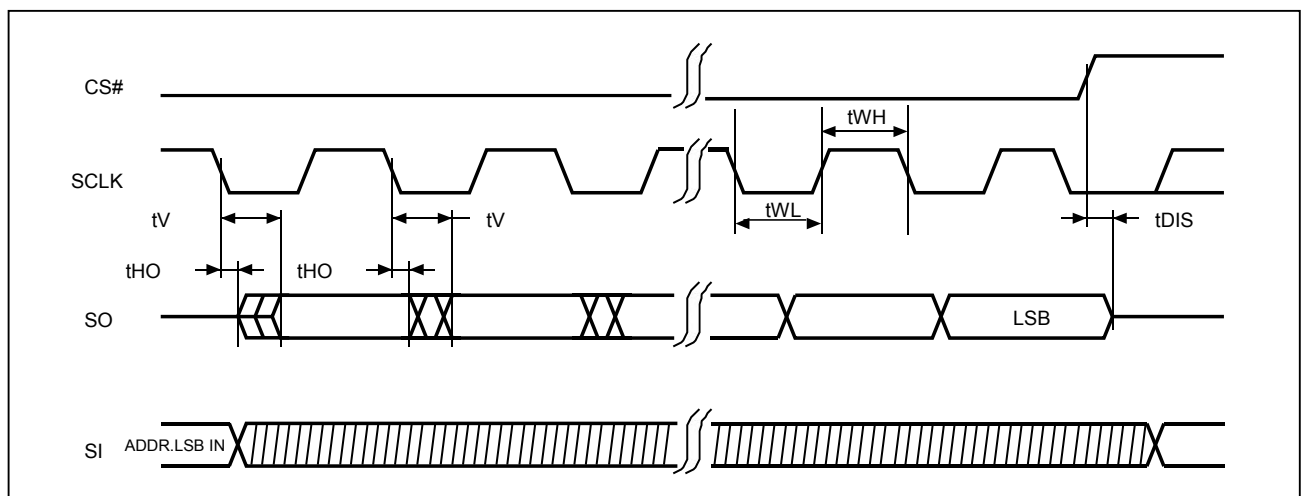 CS#
tWH
SCLK
tWL
tV
tV
tDIS
tHO
tHO
SO
LSB
SI
ADDR.LSB IN